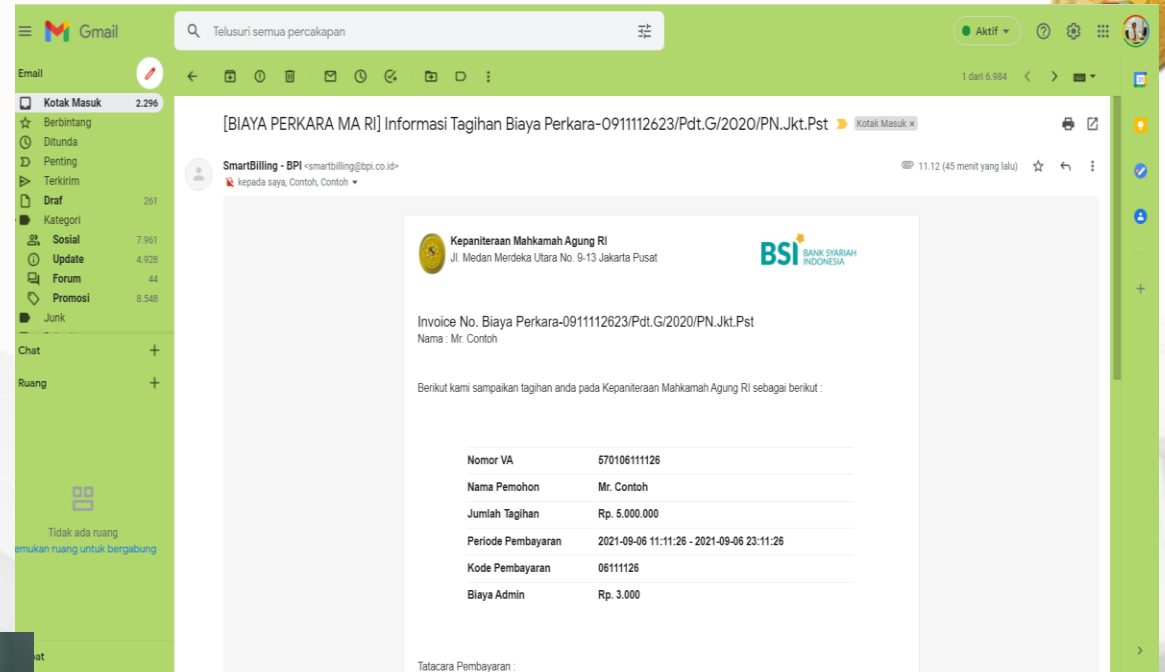 Gmail
Telusuri semua percakapan
Aktif
Email
1 dari 6.984
Kotak Masuk 2.296
Berbintang
Ditunda
Penting
Terkirim
Draf 261
Kategori
Sosial 7.961
Update 4.928
Forum 44
Promosi 8.548
Junk
Chat
Ruang
Tidak ada ruang
emukan ruang untuk bergabung
at
[BIAYA PERKARA MA RI] Informasi Tagihan Biaya Perkara-0911112623/Pdt.G/2020/PN.Jkt.Pst Kotak Masuk ×
SmartBilling - BPI <smartbilling@bpi.co.id> 11.12 (45 menit yang lalu)
kepada saya, Contoh, Contoh
Kepaniteraan Mahkamah Agung RI
Jl. Medan Merdeka Utara No. 9-13 Jakarta Pusat
BSI BANK SYARIAH
INDONESIA
Invoice No. Biaya Perkara-0911112623/Pdt.G/2020/PN.Jkt.Pst
Nama : Mr. Contoh
Berikut kami sampaikan tagihan anda pada Kepaniteraan Mahkamah Agung RI sebagai berikut :
Nomor VA 570106111126
Nama Pemohon Mr. Contoh
Jumlah Tagihan Rp. 5.000.000
Periode Pembayaran 2021-09-06 11:11:26 - 2021-09-06 23:11:26
Kode Pembayaran 06111126
Biaya Admin Rp. 3.000
Tatacara Pembayaran :